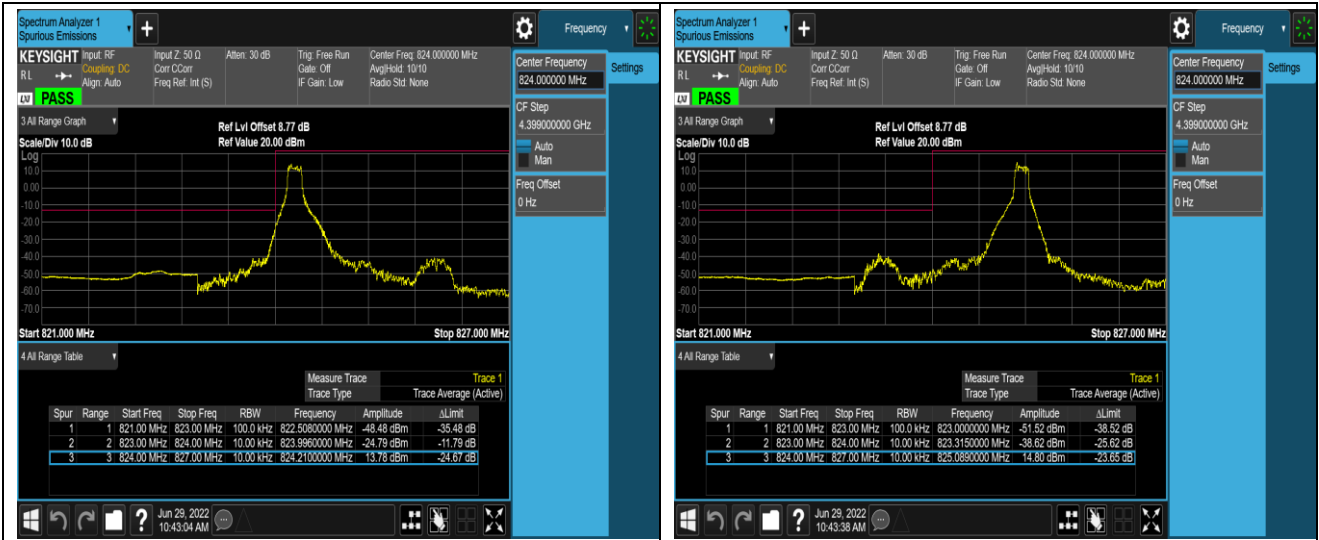 Spectrum Analyzer 1
Spurious Emissions
+
Frequency
KEYSIGHT
Input: RF
Coupling: DC
Align: Auto
Input Z: 50 Ω
Corr CCorr
Freq Ref: Int (S)
Atten: 30 dB
Trig: Free Run
Gate: Off
IF Gain: Low
Center Freq: 824.000000 MHz
Avg|Hold: 10/10
Radio Std: None
R L
LXI
PASS
Center Frequency
824.000000 MHz
Settings
CF Step
4.399000000 GHz
Auto
Man
Freq Offset
0 Hz
3 All Range Graph
Ref Lvl Offset 8.77 dB
Scale/Div 10.0 dB
Ref Value 20.00 dBm
Log
10.0
0.00
-10.0
-20.0
-30.0
-40.0
-50.0
-60.0
-70.0
Start 821.000 MHz
Stop 827.000 MHz
4 All Range Table
Measure Trace Trace 1
Trace Type Trace Average (Active)
Spur Range Start Freq Stop Freq RBW Frequency Amplitude ΔLimit
1 1 821.00 MHz 823.00 MHz 100.0 kHz 822.5080000 MHz -48.48 dBm -35.48 dB
2 2 823.00 MHz 824.00 MHz 10.00 kHz 823.9960000 MHz -24.79 dBm -11.79 dB
3 3 824.00 MHz 827.00 MHz 10.00 kHz 824.2100000 MHz 13.78 dBm -24.67 dB
?
Jun 29, 2022
10:43:04 AM
Spectrum Analyzer 1
Spurious Emissions
+
Frequency
KEYSIGHT
Input: RF
Coupling: DC
Align: Auto
Input Z: 50 Ω
Corr CCorr
Freq Ref: Int (S)
Atten: 30 dB
Trig: Free Run
Gate: Off
IF Gain: Low
Center Freq: 824.000000 MHz
Avg|Hold: 10/10
Radio Std: None
R L
LXI
PASS
Center Frequency
824.000000 MHz
Settings
CF Step
4.399000000 GHz
Auto
Man
Freq Offset
0 Hz
3 All Range Graph
Ref Lvl Offset 8.77 dB
Scale/Div 10.0 dB
Ref Value 20.00 dBm
Log
10.0
0.00
-10.0
-20.0
-30.0
-40.0
-50.0
-60.0
-70.0
Start 821.000 MHz
Stop 827.000 MHz
4 All Range Table
Measure Trace Trace 1
Trace Type Trace Average (Active)
Spur Range Start Freq Stop Freq RBW Frequency Amplitude ΔLimit
1 1 821.00 MHz 823.00 MHz 100.0 kHz 823.0000000 MHz -51.52 dBm -38.52 dB
2 2 823.00 MHz 824.00 MHz 10.00 kHz 823.3150000 MHz -38.62 dBm -25.62 dB
3 3 824.00 MHz 827.00 MHz 10.00 kHz 825.0890000 MHz 14.80 dBm -23.65 dB
?
Jun 29, 2022
10:43:38 AM